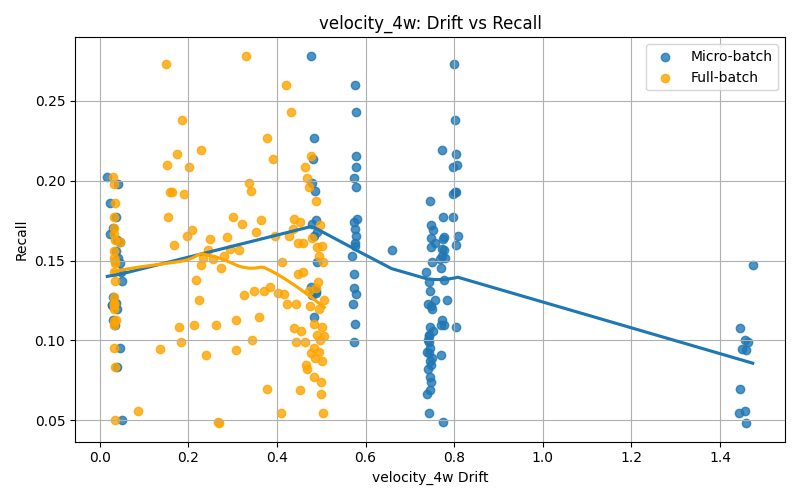 velocity_4w: Drift vs Recall
Micro-batch
Full-batch
Recall
0.25
0.20
0.15
0.10
0.05
0.0 0.2 0.4 0.6 0.8 1.0 1.2 1.4
velocity_4w Drift